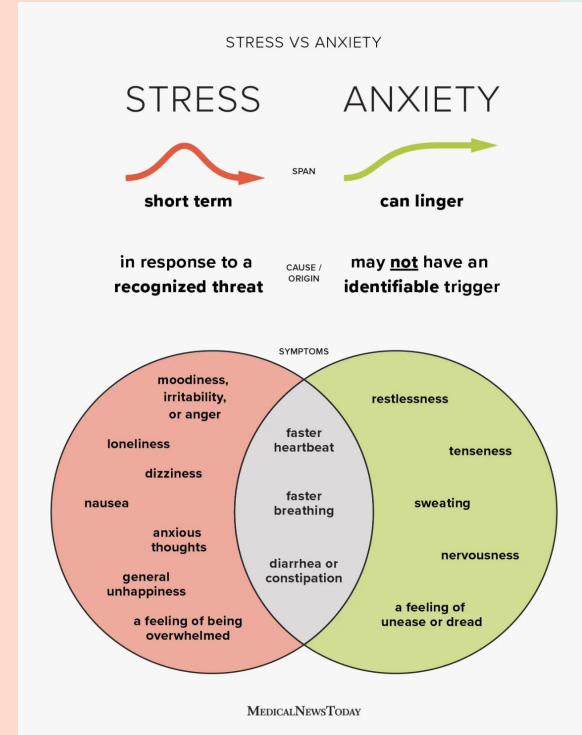 STRESS VS ANXIETY
STRESS
ANXIETY
SPAN
short term
can linger
in response to a
recognized threat
CAUSE /
ORIGIN
may not have an
identifiable trigger
SYMPTOMS
moodiness,
irritability,
or anger
loneliness
dizziness
nausea
anxious
thoughts
general
unhappiness
a feeling of being
overwhelmed
faster
heartbeat
faster
breathing
diarrhea or
constipation
restlessness
tenseness
sweating
nervousness
a feeling of
unease or dread
MEDICALNEWSTODAY